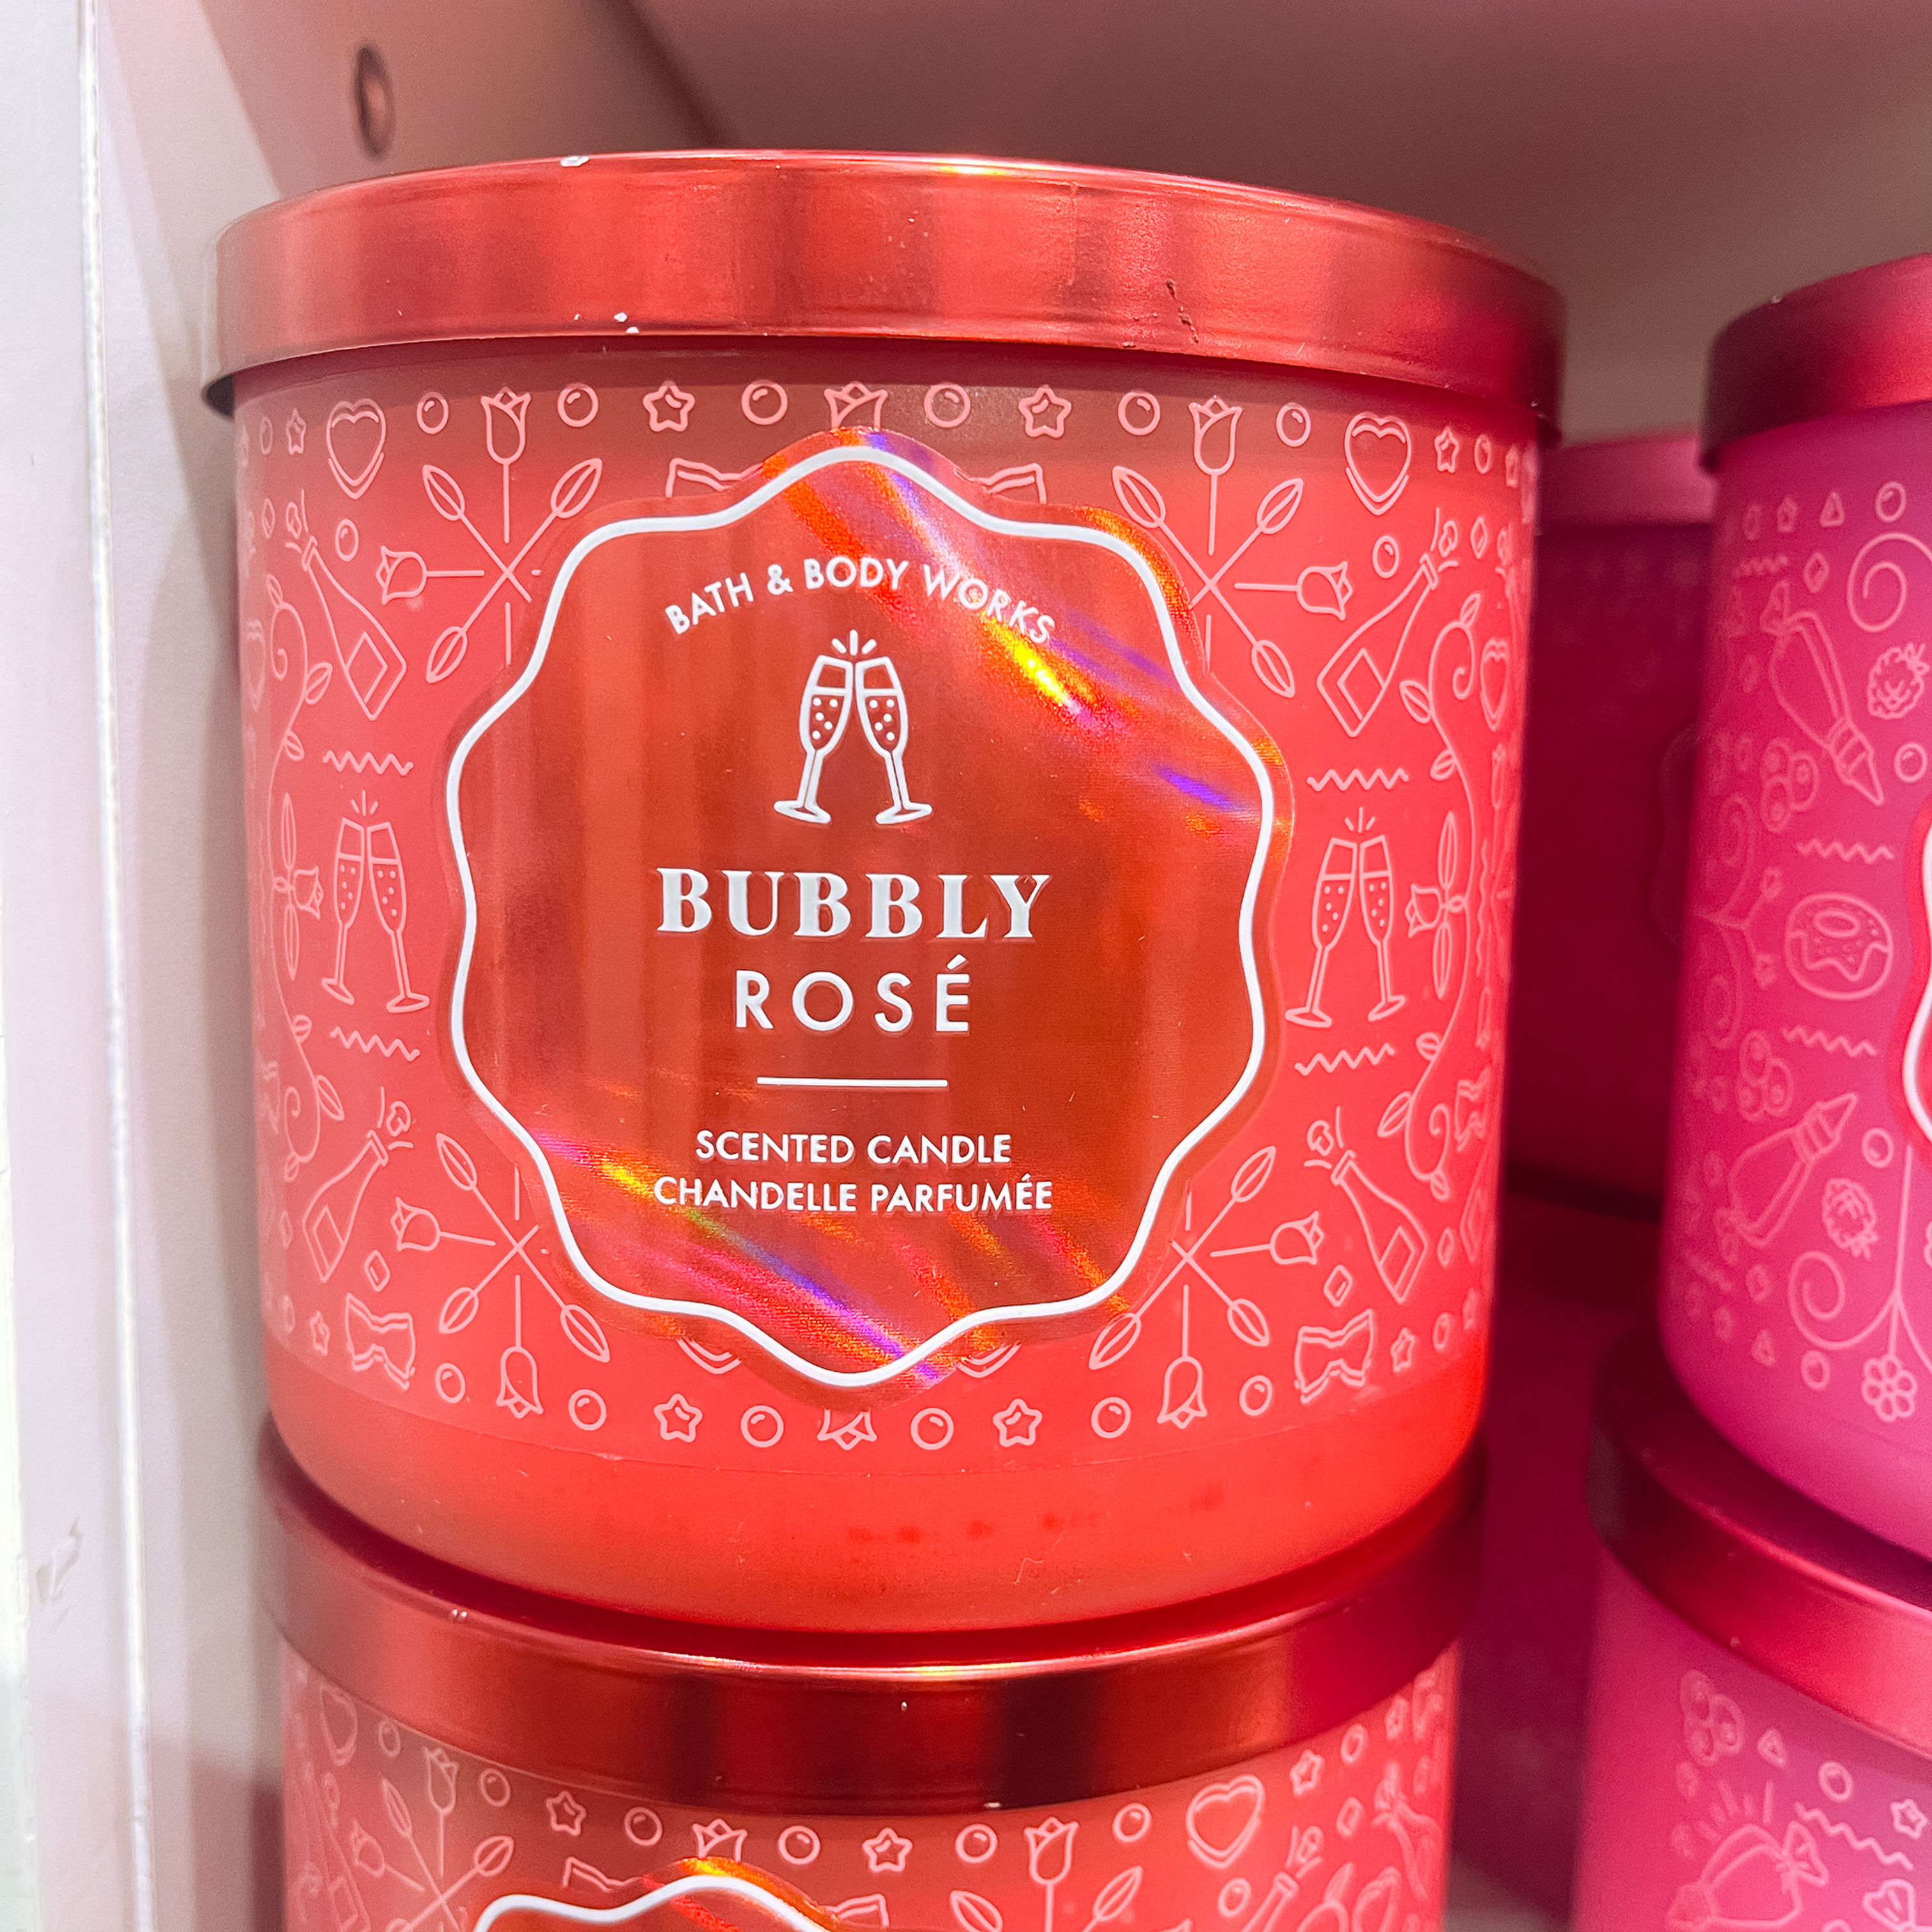 BATH & BODY WORKS
BUBBLY
ROSÉ
SCENTED CANDLE
CHANDELLE PARFUMÉE